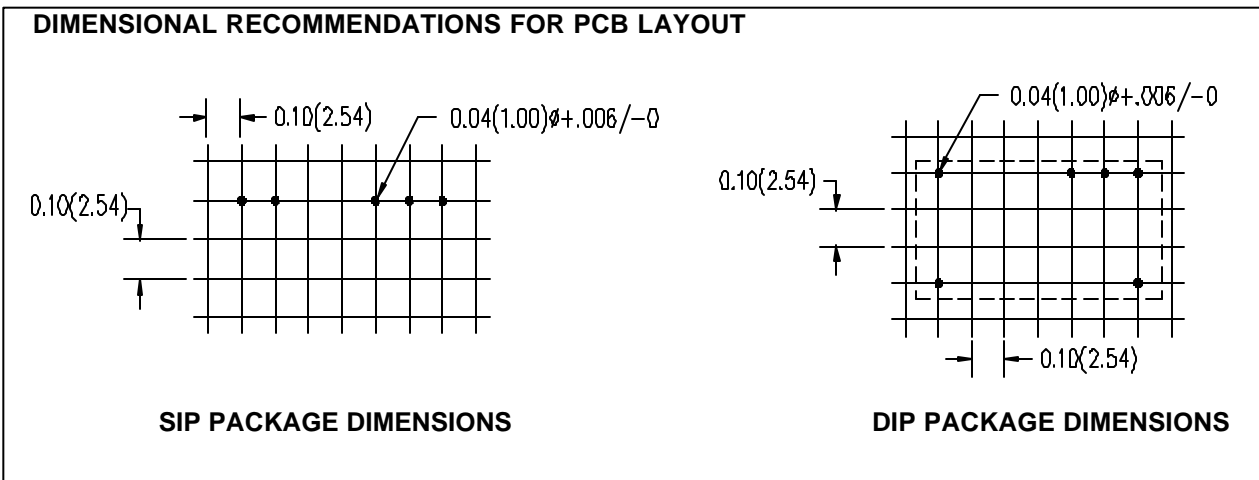 DIMENSIONAL RECOMMENDATIONS FOR PCB LAYOUT
0.10(2.54)
0.04(1.00)ø+.006/-0
0.10(2.54)
SIP PACKAGE DIMENSIONS
0.04(1.00)ø+.006/-0
0.10(2.54)
0.10(2.54)
DIP PACKAGE DIMENSIONS